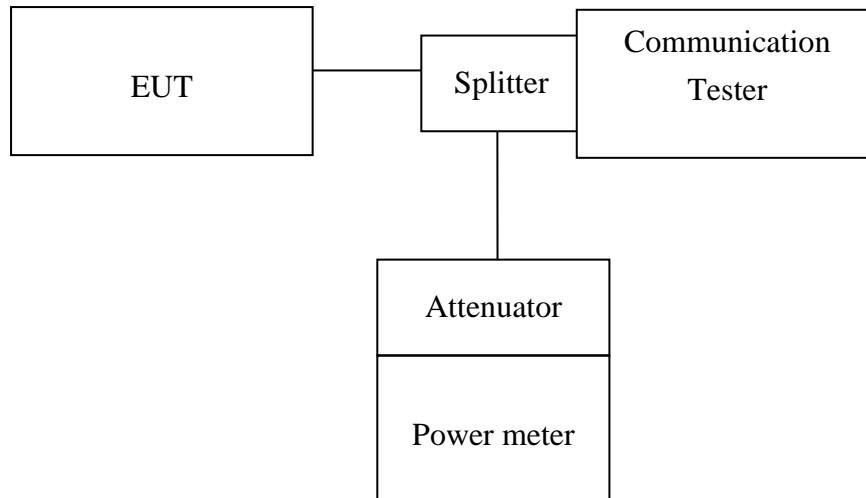 EUT
Splitter
Communication
Tester
Attenuator
Power meter